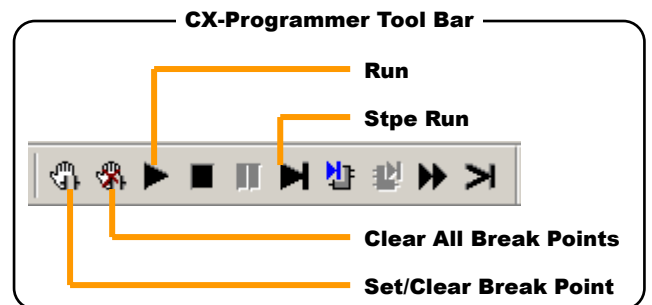 CX-Programmer Tool Bar
Run
Stpe Run
Clear All Break Points
Set/Clear Break Point